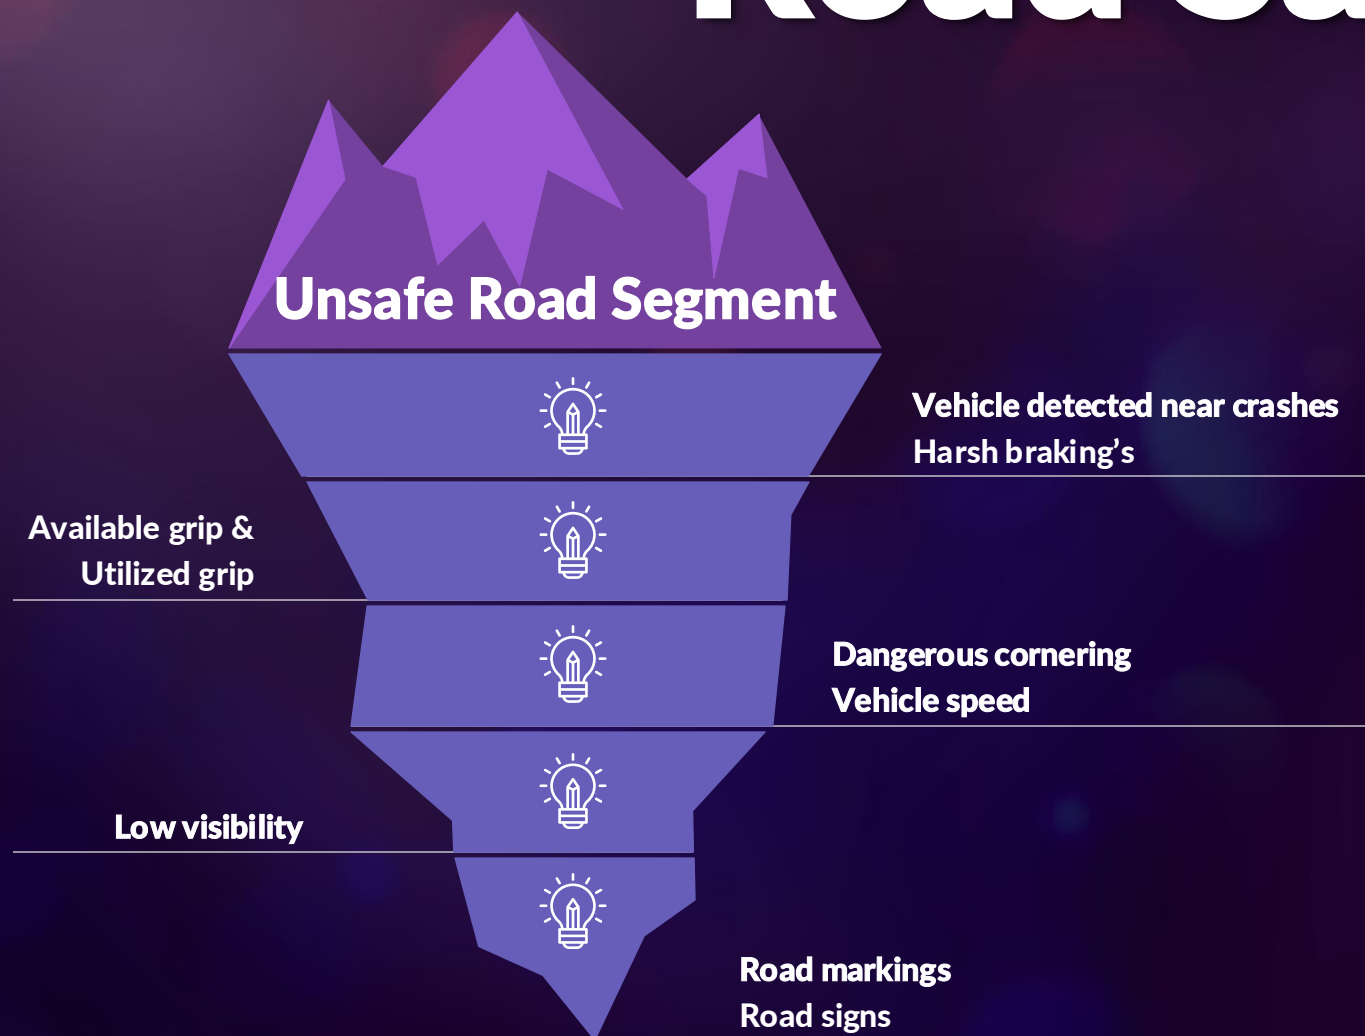 Road
Unsafe Road Segment
Vehicle detected near crashes
Harsh braking’s
Available grip &
Utilized grip
Dangerous cornering
Vehicle speed
Low visibility
Road markings
Road signs